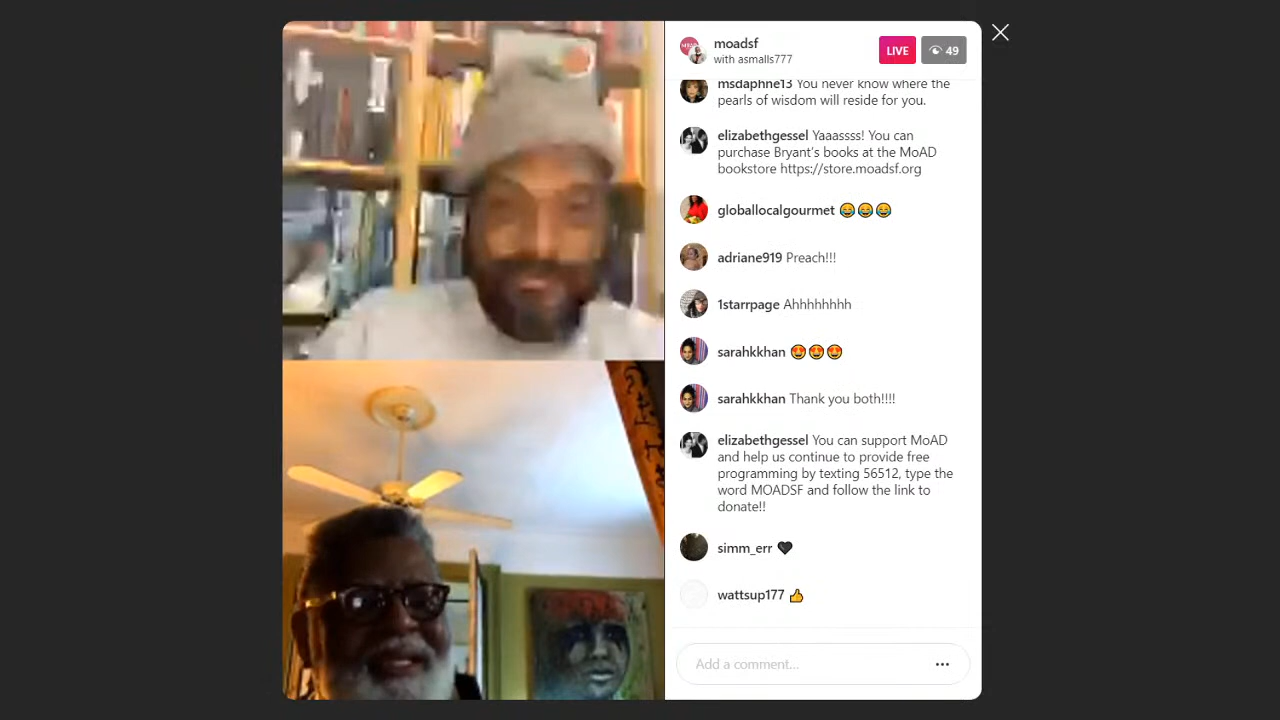 moadsf
with asmalls777
LIVE
49
msdaphne13 You never know where the
pearls of wisdom will reside for you.
elizabethgessel Yaaassss! You can
purchase Bryant's books at the MoAD
bookstore https://store.moadsf.org
globallocalgourmet 😂😂😂
adriane919 Preach!!!
1starrpage Ahhhhhhhh
sarahkkhan 😍😍😍
sarahkkhan Thank you both!!!!
elizabethgessel You can support MoAD
and help us continue to provide free
programming by texting 56512, type the
word MOADSF and follow the link to
donate!!
simm_err 🖤
wattsup177 👍
Add a comment...